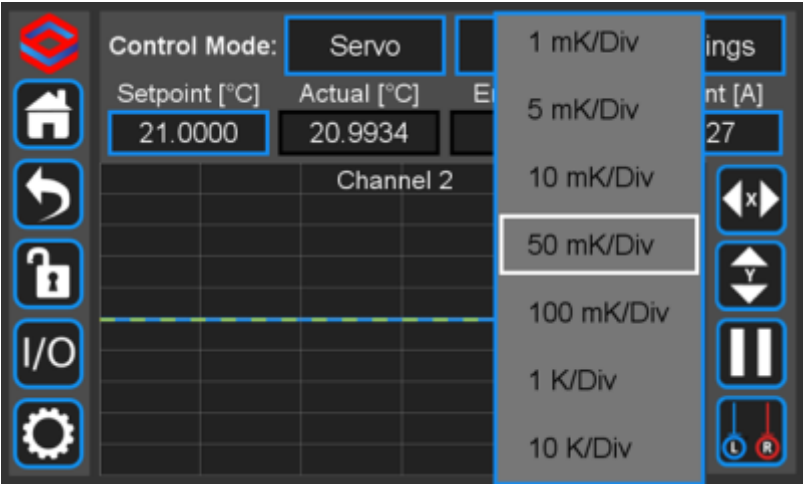 Control Mode: Servo ings
Setpoint [°C] Actual [°C] E nt [A]
21.0000 20.9934 27
Channel 2
1 mK/Div
5 mK/Div
10 mK/Div
50 mK/Div
100 mK/Div
1 K/Div
10 K/Div
I/O
X
Y
L R